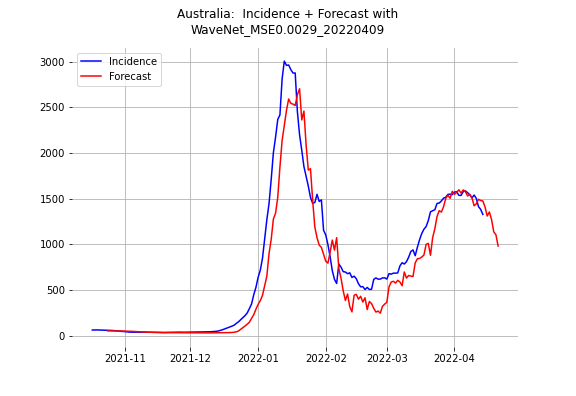 Australia:  Incidence + Forecast with
WaveNet_MSE0.0029_20220409
Incidence
Forecast
3000
2500
2000
1500
1000
500
0
2021-11 2021-12 2022-01 2022-02 2022-03 2022-04